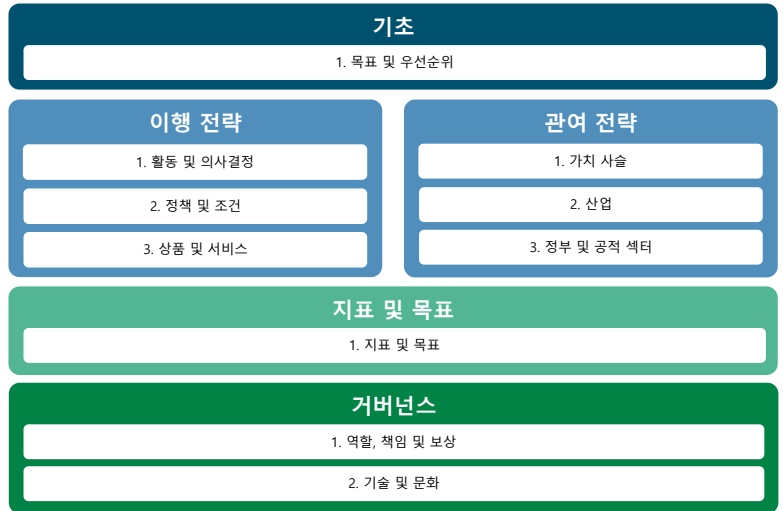 기초
1. 목표 및 우선순위
이행 전략
1. 활동 및 의사결정
2. 정책 및 조건
3. 상품 및 서비스
관여 전략
1. 가치 사슬
2. 산업
3. 정부 및 공적 섹터
지표 및 목표
1. 지표 및 목표
거버넌스
1. 역할, 책임 및 보상
2. 기술 및 문화